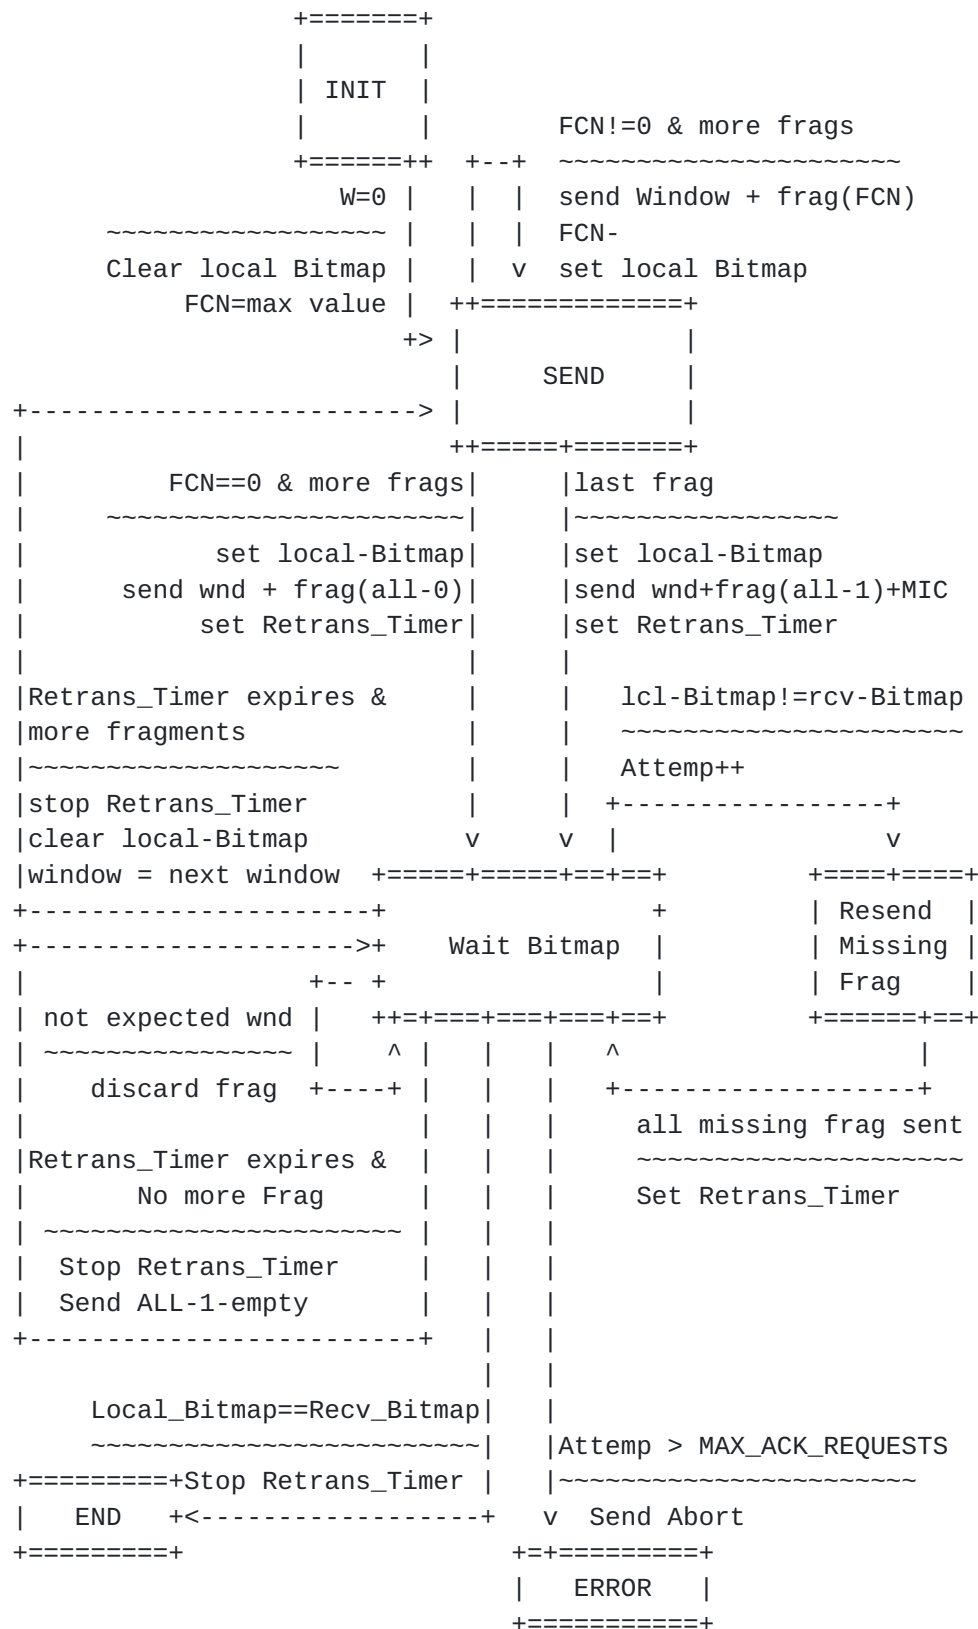 +=======+
                  |       |
                  | INIT  |
                  |       |        FCN!=0 & more frags
                  +======++  +--+  ~~~~~~~~~~~~~~~~~~~~~~
                     W=0 |   |  |  send Window + frag(FCN)
      ~~~~~~~~~~~~~~~~~~ |   |  |  FCN-
      Clear local Bitmap |   |  v  set local Bitmap
           FCN=max value |  ++=============+
                         +> |              |
                            |     SEND     |
+-------------------------> |              |
|                           ++=====+=======+
|         FCN==0 & more frags|     |last frag
|     ~~~~~~~~~~~~~~~~~~~~~~~|     |~~~~~~~~~~~~~~~~~
|            set local-Bitmap|     |set local-Bitmap
|      send wnd + frag(all-0)|     |send wnd+frag(all-1)+MIC
|           set Retrans_Timer|     |set Retrans_Timer
|                            |     |
|Retrans_Timer expires &     |     |   lcl-Bitmap!=rcv-Bitmap
|more fragments              |     |   ~~~~~~~~~~~~~~~~~~~~~~
|~~~~~~~~~~~~~~~~~~~~        |     |   Attemp++
|stop Retrans_Timer          |     |  +-----------------+
|clear local-Bitmap          v     v  |                 v
|window = next window  +=====+=====+==+==+         +====+====+
+----------------------+                 +         | Resend  |
+--------------------->+    Wait Bitmap  |         | Missing |
|                  +-- +                 |         | Frag    |
| not expected wnd |   ++=+===+===+===+==+         +======+==+
| ~~~~~~~~~~~~~~~~ |    ^ |   |   |   ^                   |
|    discard frag  +----+ |   |   |   +-------------------+
|                         |   |   |     all missing frag sent
|Retrans_Timer expires &  |   |   |     ~~~~~~~~~~~~~~~~~~~~~
|       No more Frag      |   |   |     Set Retrans_Timer
| ~~~~~~~~~~~~~~~~~~~~~~~ |   |   |
|  Stop Retrans_Timer     |   |   |
|  Send ALL-1-empty       |   |   |
+-------------------------+   |   |
                              |   |
     Local_Bitmap==Recv_Bitmap|   |
     ~~~~~~~~~~~~~~~~~~~~~~~~~|   |Attemp > MAX_ACK_REQUESTS
+=========+Stop Retrans_Timer |   |~~~~~~~~~~~~~~~~~~~~~~~
|   END   +<------------------+   v  Send Abort
+=========+                     +=+=========+
                                |   ERROR   |
                                +===========+